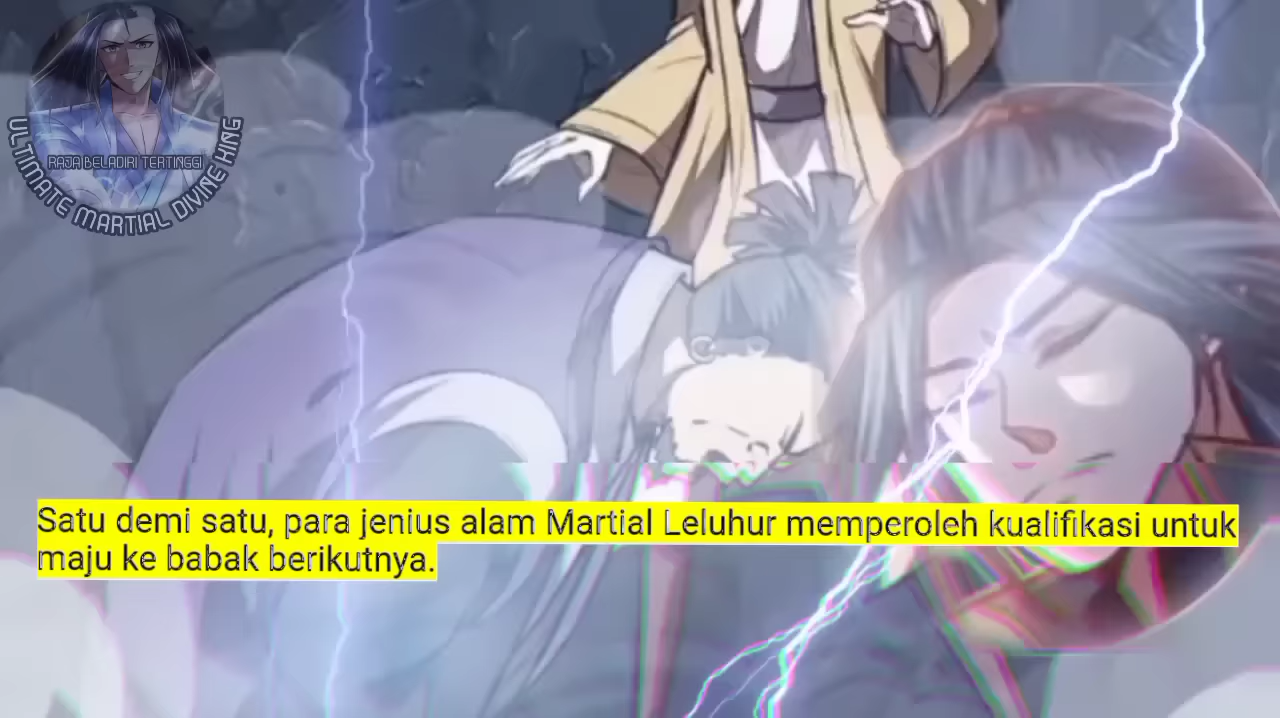 RAJA BELADIRI TERTINGGI
ULTIMATE MARTIAL DIVINE KING
Satu demi satu, para jenius alam Martial Leluhur memperoleh kualifikasi untuk
maju ke babak berikutnya.